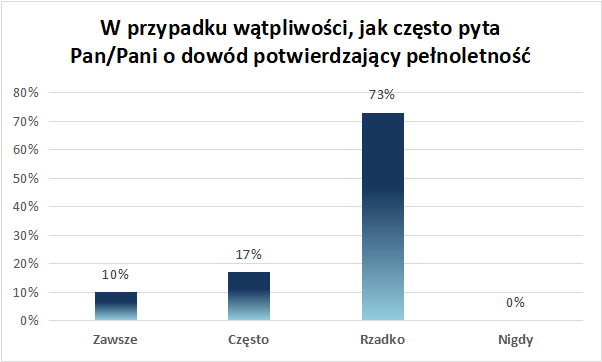 W przypadku wątpliwości, jak często pyta
Pan/Pani o dowód potwierdzający pełnoletność
80%
70%
60%
50%
40%
30%
20%
10%
0%
10%
17%
73%
0%
Zawsze
Często
Rzadko
Nigdy